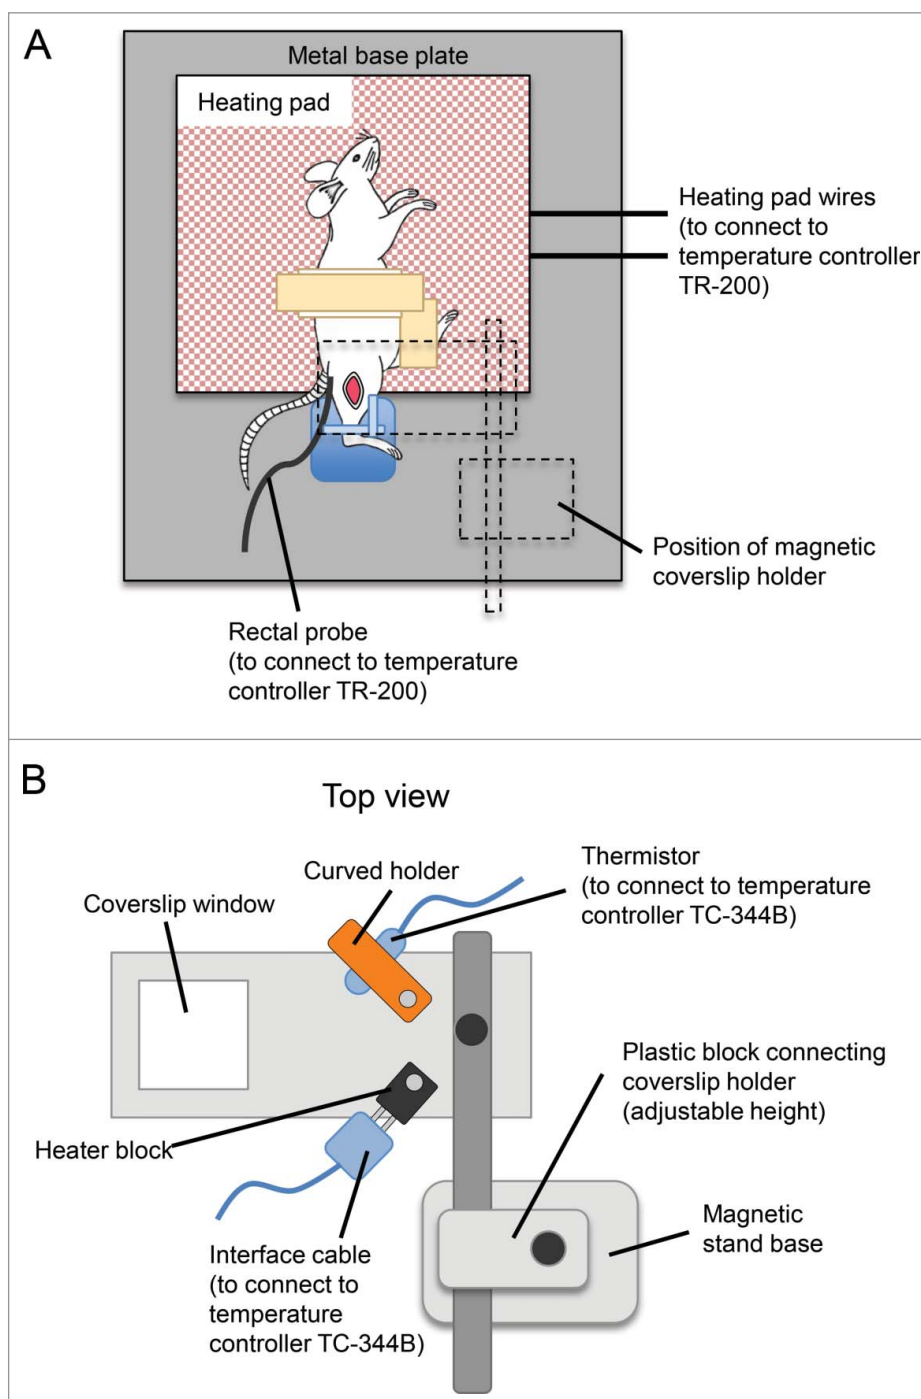 A
Metal base plate
Heating pad
Heating pad wires
(to connect to
temperature controller
TR-200)
Position of magnetic
coverslip holder
Rectal probe
(to connect to temperature
controller TR-200)
B
Top view
Thermistor
(to connect to temperature
controller TC-344B)
Curved holder
Coverslip window
Plastic block connecting
coverslip holder
(adjustable height)
Heater block
Magnetic
stand base
Interface cable
(to connect to
temperature
controller TC-344B)